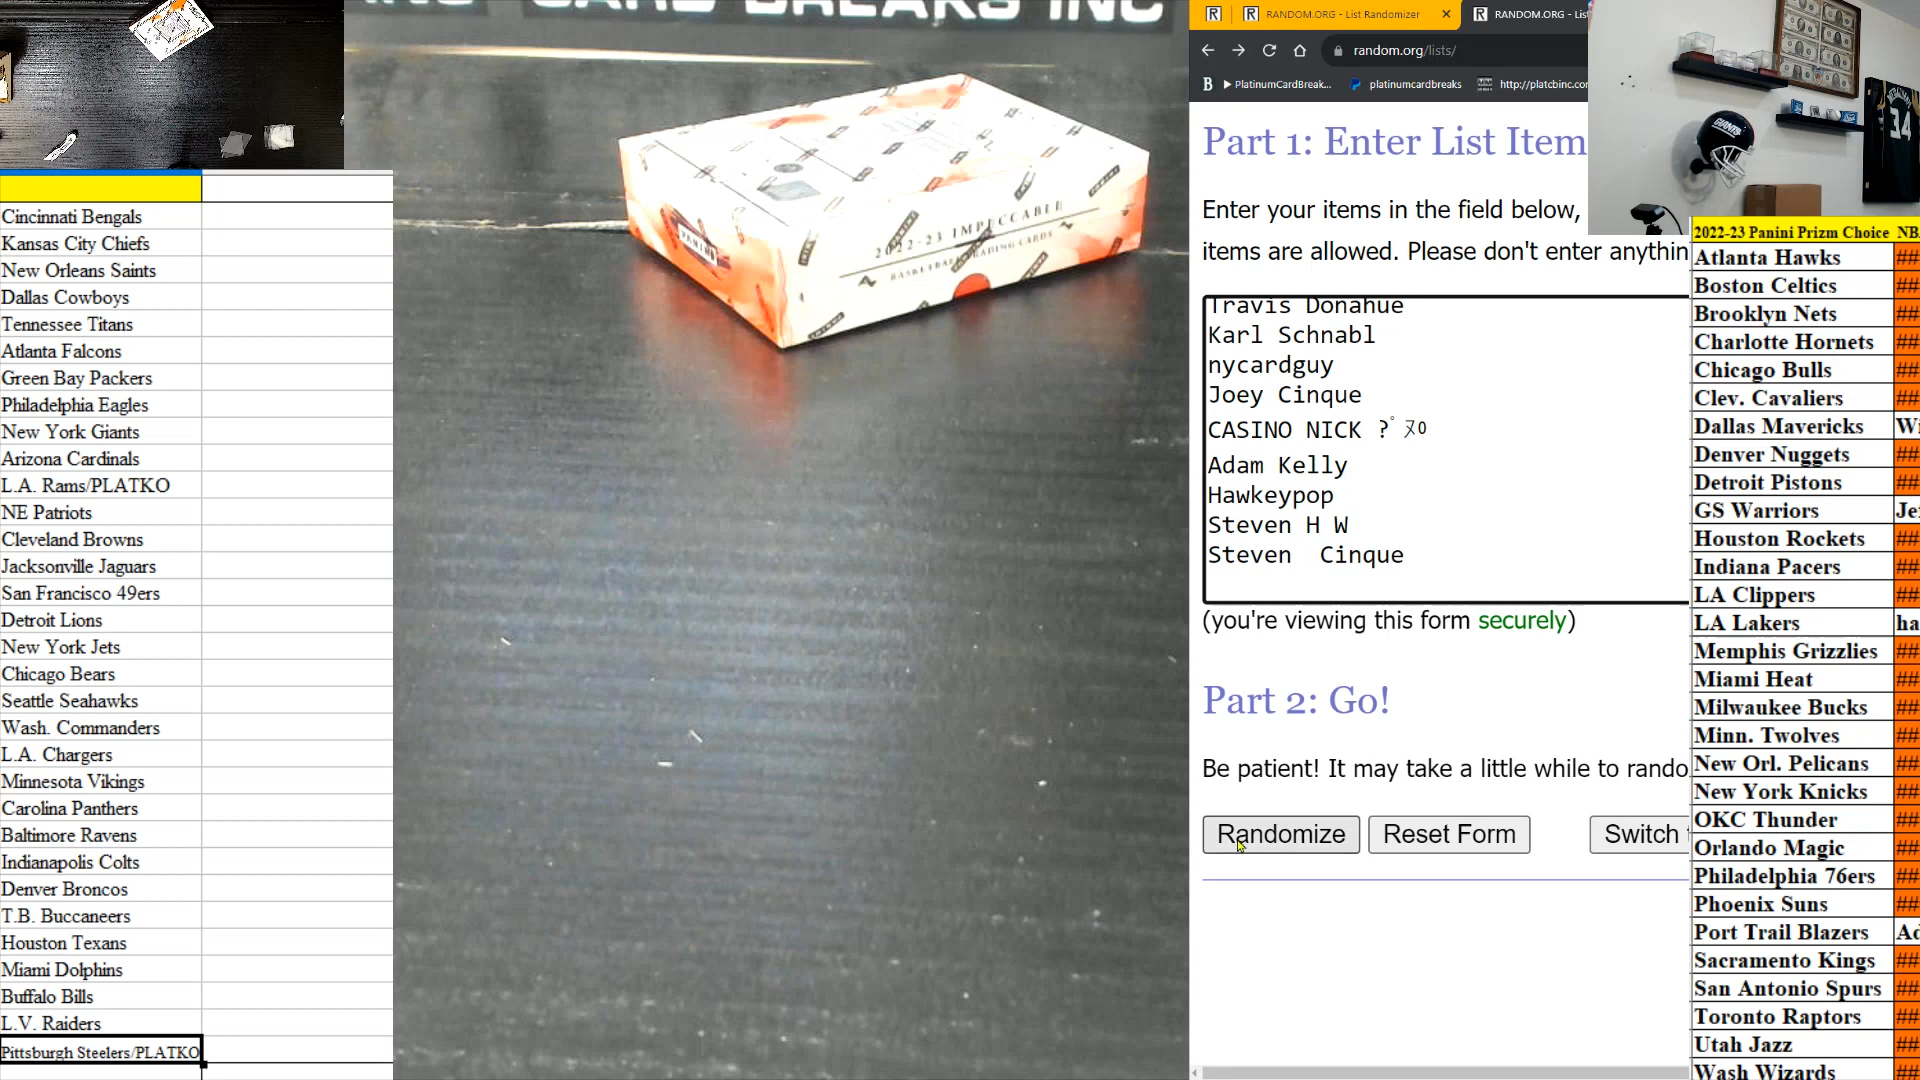 CARD BREAKS INC
Cincinnati Bengals
Kansas City Chiefs
New Orleans Saints
Dallas Cowboys
Tennessee Titans
Atlanta Falcons
Green Bay Packers
Philadelphia Eagles
New York Giants
Arizona Cardinals
L.A. Rams/PLATKO
NE Patriots
Cleveland Browns
Jacksonville Jaguars
San Francisco 49ers
Detroit Lions
New York Jets
Chicago Bears
Seattle Seahawks
Wash. Commanders
L.A. Chargers
Minnesota Vikings
Carolina Panthers
Baltimore Ravens
Indianapolis Colts
Denver Broncos
T.B. Buccaneers
Houston Texans
Miami Dolphins
Buffalo Bills
L.V. Raiders
Pittsburgh Steelers/PLATKO
PANINI
2022-23 IMPECCABLE
BASKETBALL TRADING CARDS
RANDOM.ORG - List Randomizer
RANDOM.ORG - Lis
random.org/lists/
PlatinumCardBreak...
platinumcardbreaks
http://platcbinc.co
Part 1: Enter List Item
Enter your items in the field below,
items are allowed. Please don't enter anythin
Travis Donahue
Karl Schnabl
nycardguy
Joey Cinque
CASINO NICK
Adam Kelly
Hawkeypop
Steven H W
Steven  Cinque
(you're viewing this form securely)
Part 2: Go!
Be patient! It may take a little while to rando
Randomize
Reset Form
Switch
GIANTS
34
2022-23 Panini Prizm Choice NB
Atlanta Hawks ##
Boston Celtics ##
Brooklyn Nets ##
Charlotte Hornets ##
Chicago Bulls ##
Clev. Cavaliers ##
Dallas Mavericks Wi
Denver Nuggets ##
Detroit Pistons ##
GS Warriors Je
Houston Rockets ##
Indiana Pacers ##
LA Clippers ##
LA Lakers ha
Memphis Grizzlies ##
Miami Heat ##
Milwaukee Bucks ##
Minn. Twolves ##
New Orl. Pelicans ##
New York Knicks ##
OKC Thunder ##
Orlando Magic ##
Philadelphia 76ers ##
Phoenix Suns ##
Port Trail Blazers Ad
Sacramento Kings ##
San Antonio Spurs ##
Toronto Raptors ##
Utah Jazz ##
Wash Wizards ##